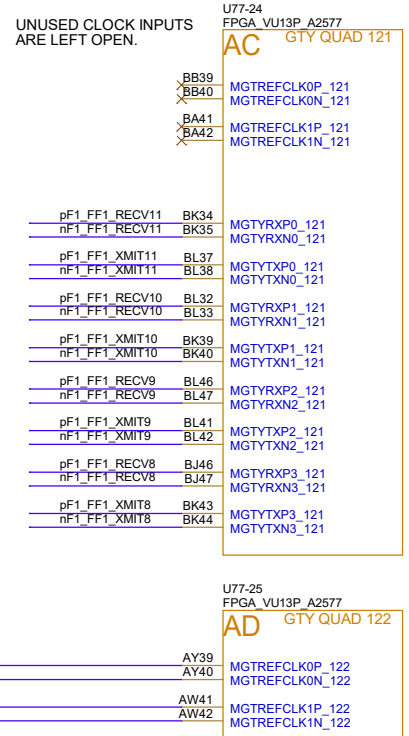 U77-24
UNUSED CLOCK INPUTS FPGA_VU13P_A2577
ARE LEFT OPEN. AC GTY QUAD 121
BB39 MGTREFCLK0P_121
BB40 MGTREFCLK0N_121
BA41 MGTREFCLK1P_121
BA42 MGTREFCLK1N_121
pF1_FF1_RECV11 BK34 MGTYRXP0_121
nF1_FF1_RECV11 BK35 MGTYRXN0_121
pF1_FF1_XMIT11 BL37 MGTYTXP0_121
nF1_FF1_XMIT11 BL38 MGTYTXN0_121
pF1_FF1_RECV10 BL32 MGTYRXP1_121
nF1_FF1_RECV10 BL33 MGTYRXN1_121
pF1_FF1_XMIT10 BK39 MGTYTXP1_121
nF1_FF1_XMIT10 BK40 MGTYTXN1_121
pF1_FF1_RECV9 BL46 MGTYRXP2_121
nF1_FF1_RECV9 BL47 MGTYRXN2_121
pF1_FF1_XMIT9 BL41 MGTYTXP2_121
nF1_FF1_XMIT9 BL42 MGTYTXN2_121
pF1_FF1_RECV8 BJ46 MGTYRXP3_121
nF1_FF1_RECV8 BJ47 MGTYRXN3_121
pF1_FF1_XMIT8 BK43 MGTYTXP3_121
nF1_FF1_XMIT8 BK44 MGTYTXN3_121
U77-25
FPGA_VU13P_A2577
AD GTY QUAD 122
AY39 MGTREFCLK0P_122
AY40 MGTREFCLK0N_122
AW41 MGTREFCLK1P_122
AW42 MGTREFCLK1N_122